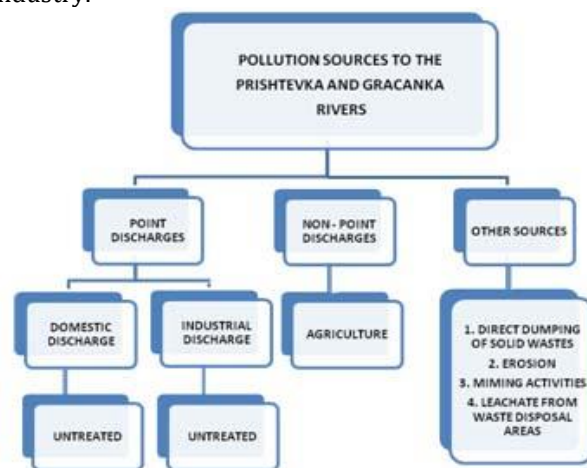 POLLUTION SOURCES TO THE
PRISHTEVKA AND GRACANKA
RIVERS
POINT
DISCHARGES
NON - POINT
DISCHARGES
OTHER SOURCES
DOMESTIC
DISCHARGE
INDUSTRIAL
DISCHARGE
AGRICULTURE
1. DIRECT DUMPING
OF SOLID WASTES
2. EROSION
3. MIMING ACTIVITIES
4. LEACHATE FROM
WASTE DISPOSAL
AREAS
UNTREATED
UNTREATED